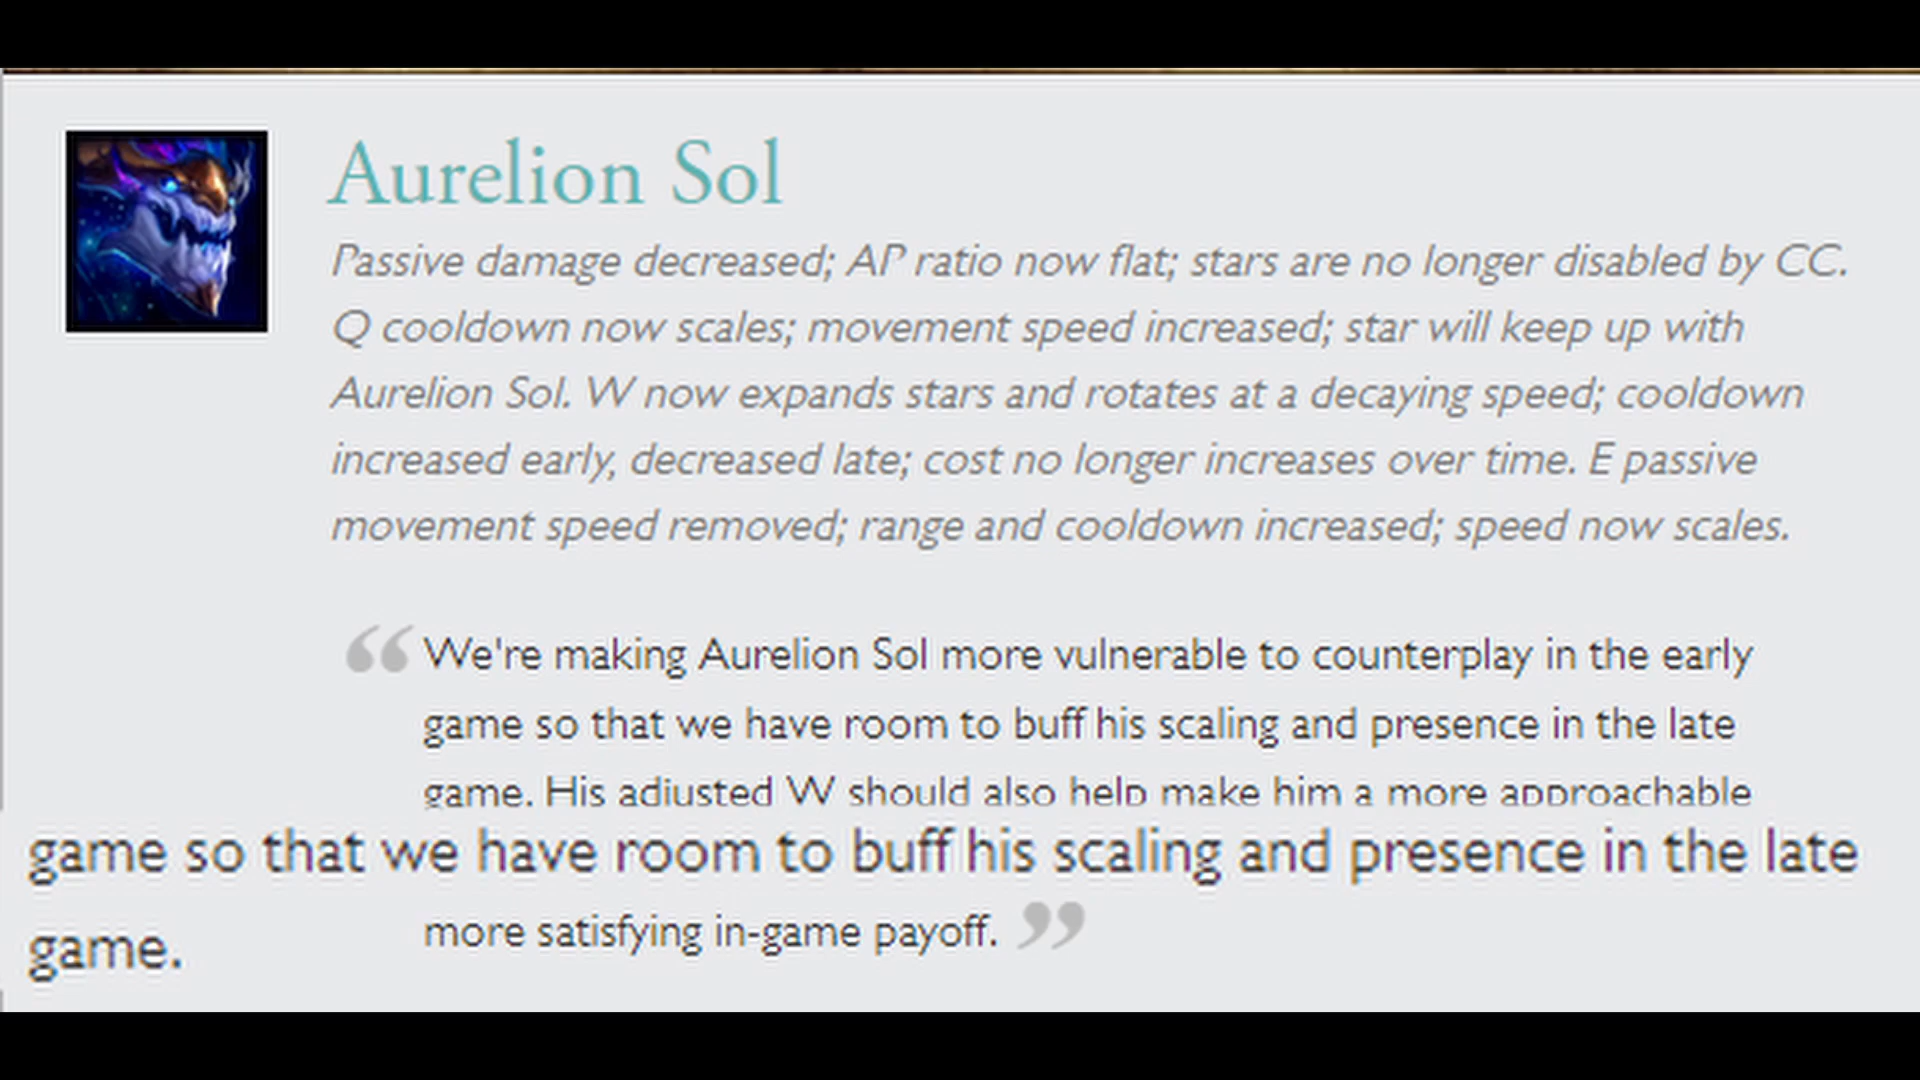 Aurelion Sol
Passive damage decreased; AP ratio now flat; stars are no longer disabled by CC.
Q cooldown now scales; movement speed increased; star will keep up with
Aurelion Sol. W now expands stars and rotates at a decaying speed; cooldown
increased early, decreased late; cost no longer increases over time. E passive
movement speed removed; range and cooldown increased; speed now scales.
“We're making Aurelion Sol more vulnerable to counterplay in the early
game so that we have room to buff his scaling and presence in the late
game. His adjusted W should also help make him a more approachable
game so that we have room to buff his scaling and presence in the late
game.
more satisfying in-game payoff.”